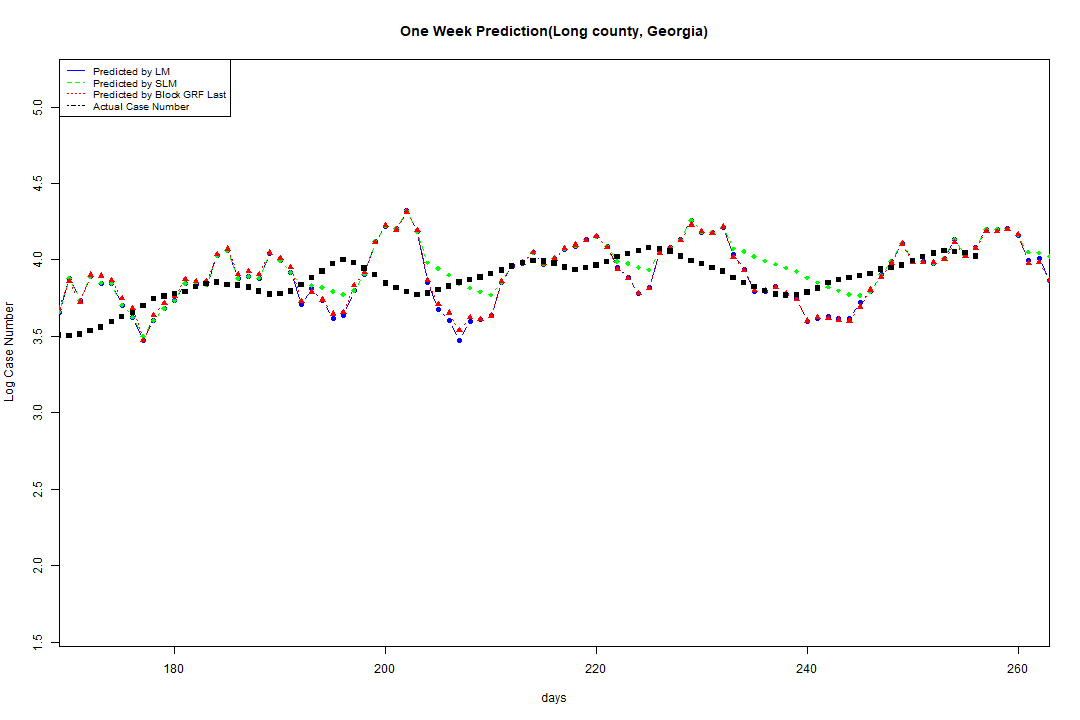 One Week Prediction(Long county, Georgia)
Predicted by LM
Predicted by SLM
Predicted by Block GRF Last
Actual Case Number
5.0
4.5
4.0
3.5
3.0
2.5
2.0
1.5
Log Case Number
180 200 220 240 260
days